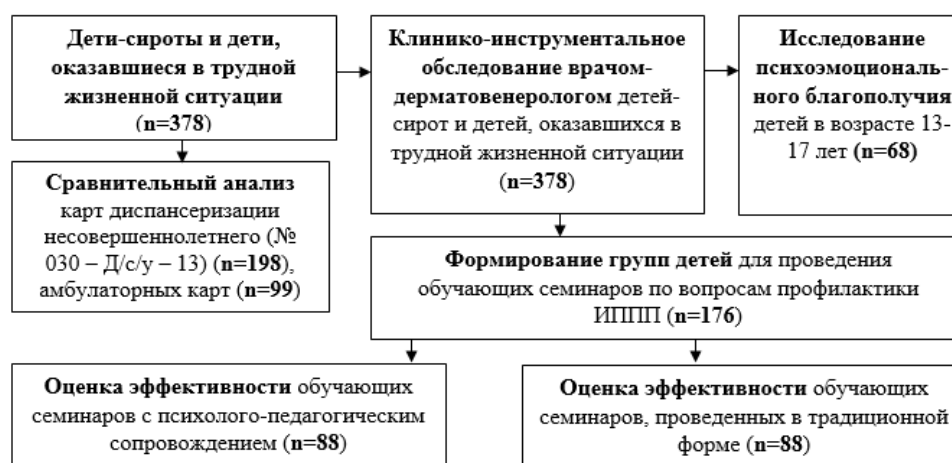 Дети-сироты и дети,
оказавшиеся в трудной
жизненной ситуации
(n=378)
Клинико-инструментальное
обследование врачом-
дерматовенерологом детей-
сирот и детей, оказавшихся в
трудной жизненной ситуации
(n=378)
Исследование
психоэмоциональ-
ного благополучия
детей в возрасте 13-
17 лет (n=68)
Сравнительный анализ
карт диспансеризации
несовершеннолетнего (№
030 – Д/с/у – 13) (n=198),
амбулаторных карт (n=99)
Формирование групп детей для проведения
обучающих семинаров по вопросам профилактики
ИППП (n=176)
Оценка эффективности обучающих
семинаров с психолого-педагогическим
сопровождением (n=88)
Оценка эффективности обучающих
семинаров, проведенных в традиционной
форме (n=88)